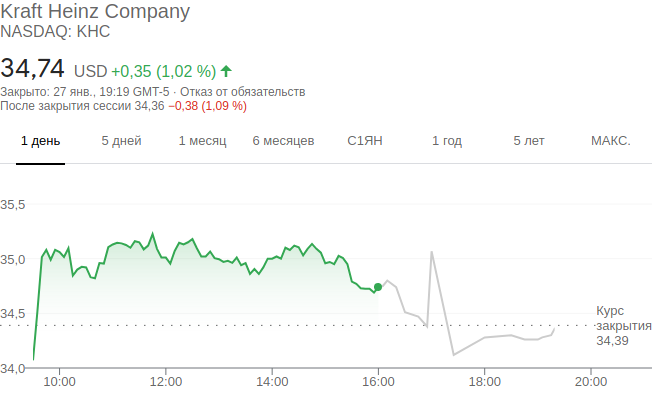 Kraft Heinz Company
NASDAQ: KHC
34,74 USD +0,35 (1,02 %)
Закрыто: 27 янв., 19:19 GMT-5 · Отказ от обязательств
После закрытия сессии 34,36 −0,38 (1,09 %)
1 день 5 дней 1 месяц 6 месяцев С1ЯН 1 год 5 лет МАКС.
35,5
35,0
34,5
34,0
Курс
закрытия
34,39
10:00 12:00 14:00 16:00 18:00 20:00